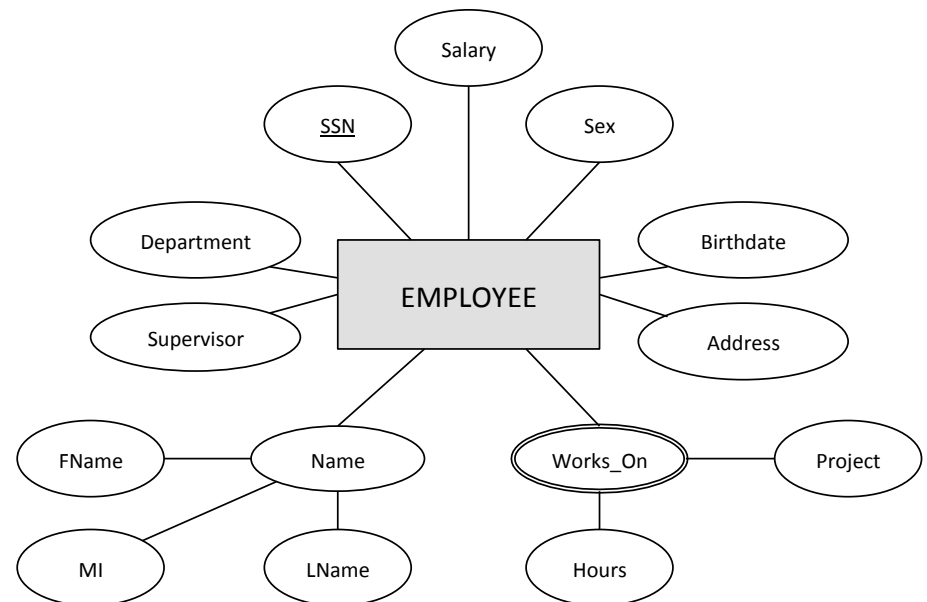 Salary
SSN
Sex
Department
Birthdate
EMPLOYEE
Supervisor
Address
FName
Name
Works_On
Project
MI
LName
Hours